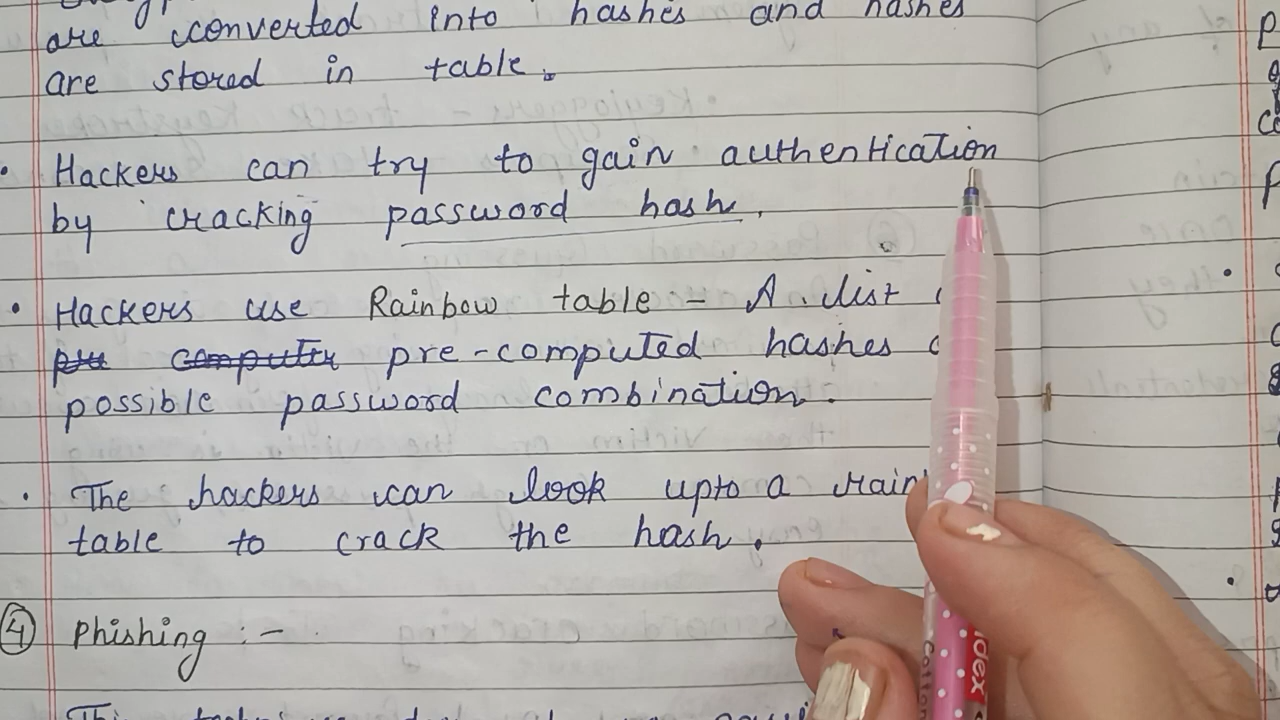 are converted into hashes and hashes
are stored in table.
• Hackers can try to gain authentication
by cracking password hash.
• Hackers use Rainbow table - A list
pre-computed hashes
possible password combination.
• The hackers can look upto a
table to crack the hash.
④ Phishing :-